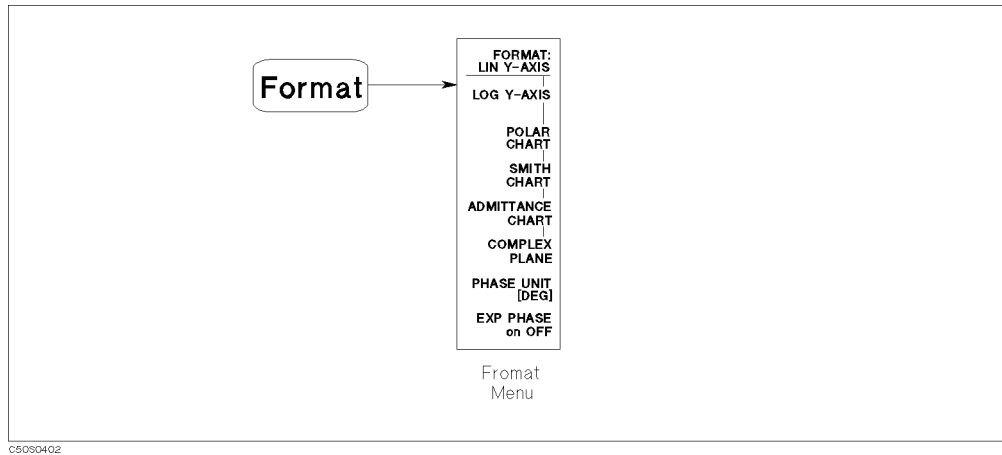 Format
FORMAT:
LIN Y-AXIS
LOG Y-AXIS
POLAR
CHART
SMITH
CHART
ADMITTANCE
CHART
COMPLEX
PLANE
PHASE UNIT
[DEG]
EXP PHASE
on OFF
Fromat
Menu
C5OS0402